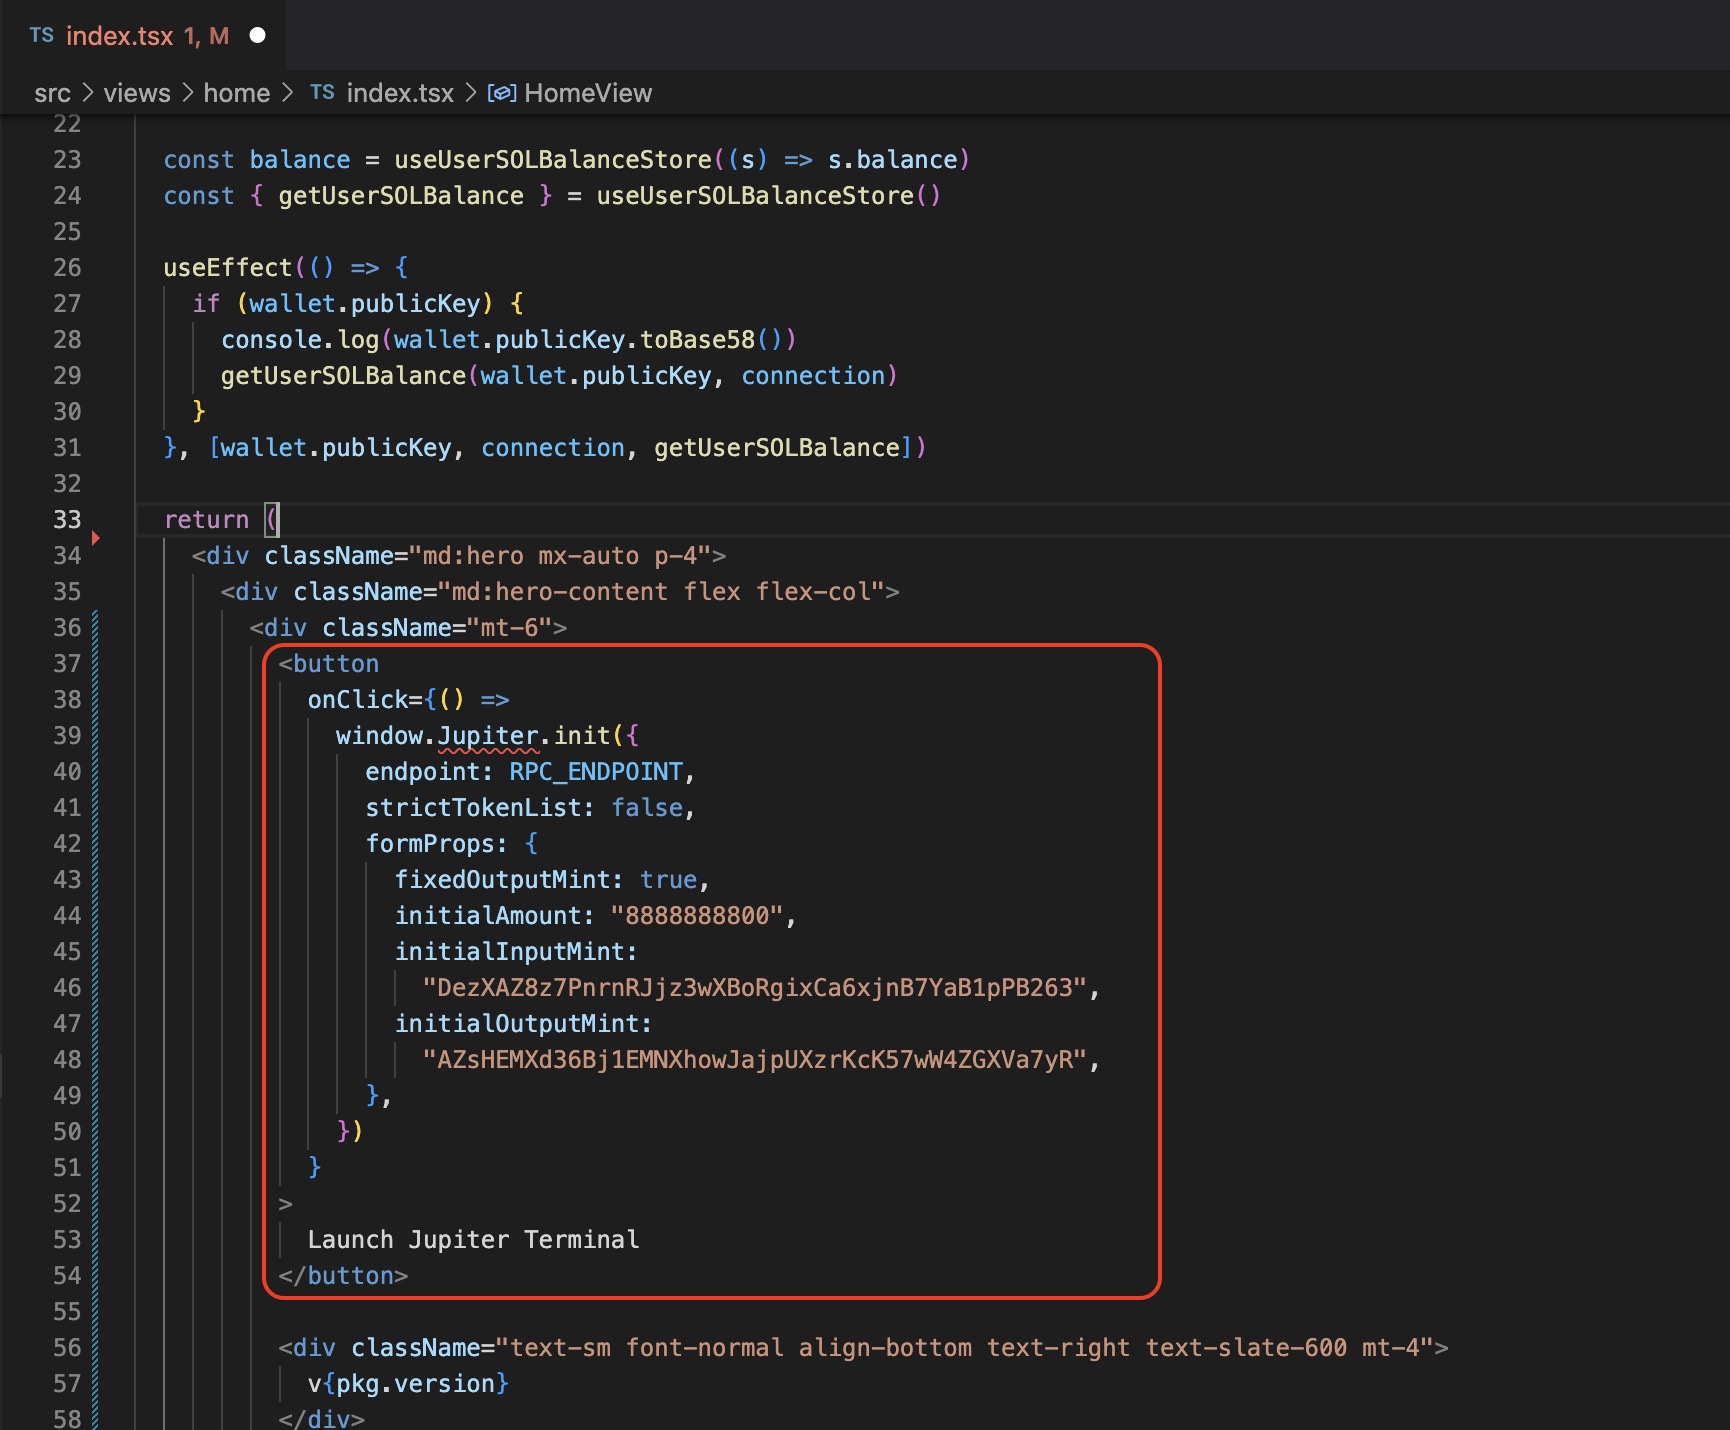 TS index.tsx 1, M
src > views > home > TS index.tsx > HomeView
22
23 const balance = useUserSOLBalanceStore((s) => s.balance)
24 const { getUserSOLBalance } = useUserSOLBalanceStore()
25
26 useEffect(() => {
27 if (wallet.publicKey) {
28 console.log(wallet.publicKey.toBase58())
29 getUserSOLBalance(wallet.publicKey, connection)
30 }
31 }, [wallet.publicKey, connection, getUserSOLBalance])
32
33 return (
34 <div className="md:hero mx-auto p-4">
35 <div className="md:hero-content flex flex-col">
36 <div className="mt-6">
37 <button
38 onClick={() =>
39 window.Jupiter.init({
40 endpoint: RPC_ENDPOINT,
41 strictTokenList: false,
42 formProps: {
43 fixedOutputMint: true,
44 initialAmount: "8888888800",
45 initialInputMint:
46 "DezXAZ8z7PnrnRJjz3wXBoRgixCa6xjnB7YaB1pPB263",
47 initialOutputMint:
48 "AZsHEMXd36Bj1EMNXhowJajpUXzrKcK57wW4ZGXVa7yR",
49 },
50 })
51 }
52 >
53 Launch Jupiter Terminal
54 </button>
55
56 <div className="text-sm font-normal align-bottom text-right text-slate-600 mt-4">
57 v{pkg.version}
58 </div>